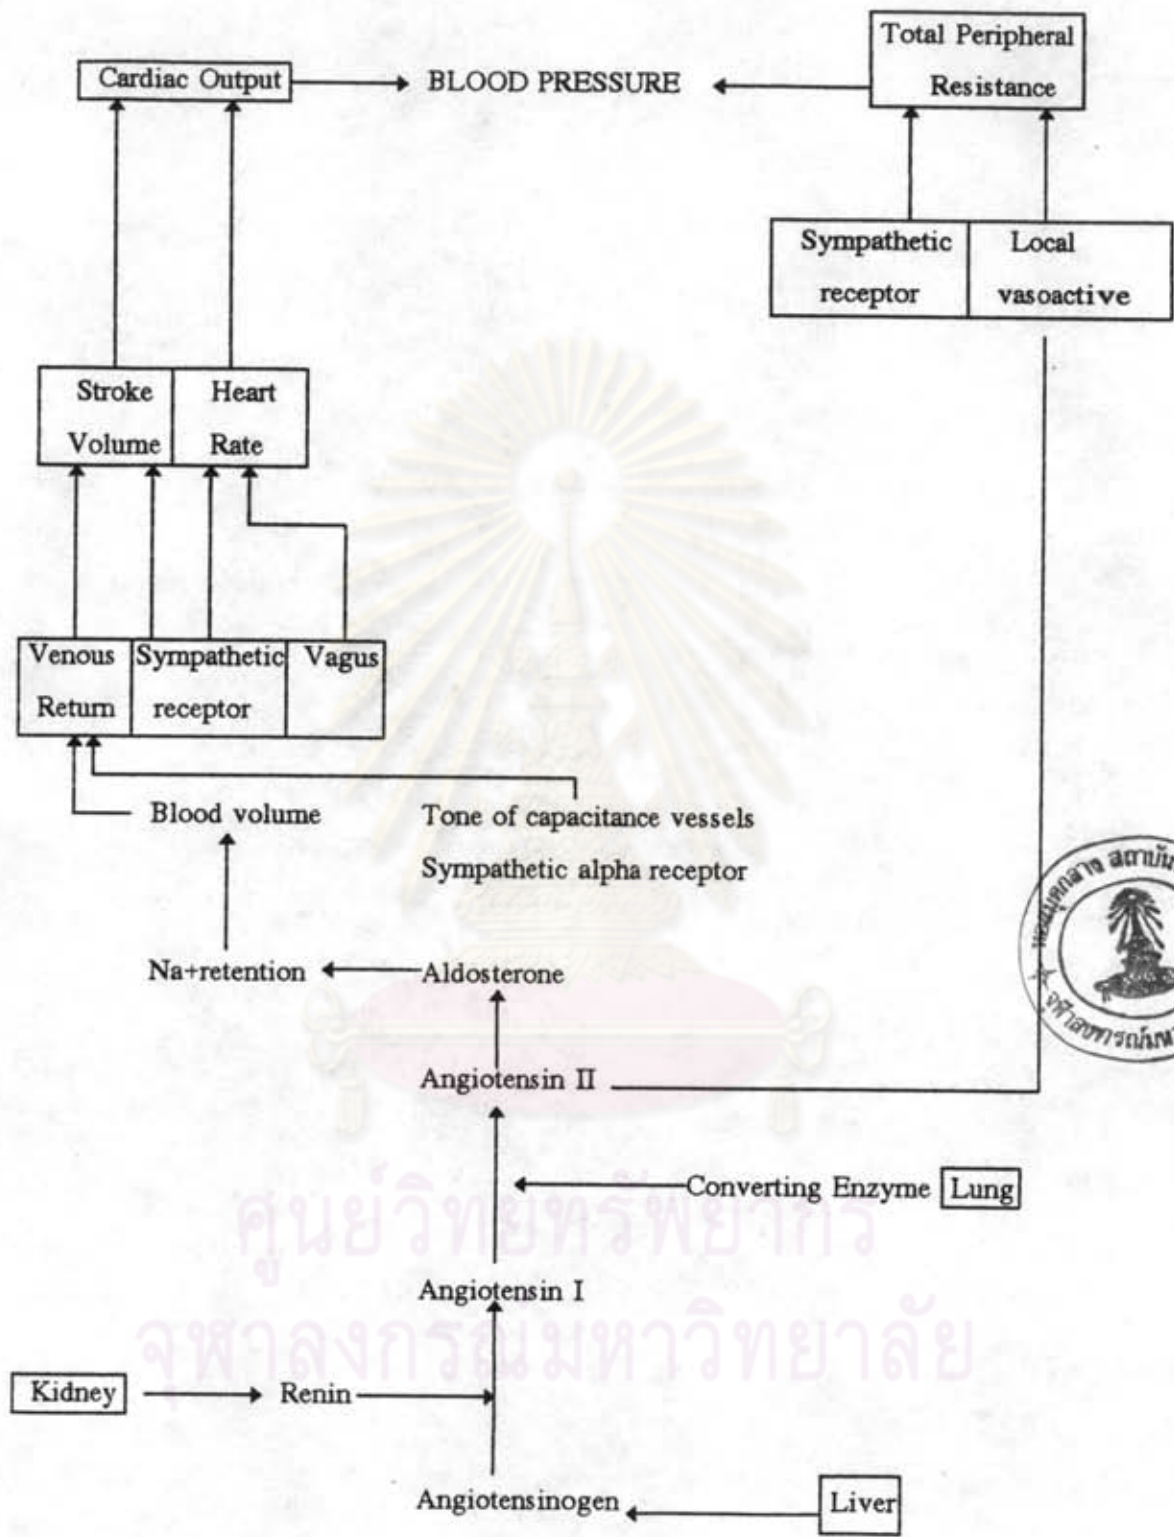 Cardiac Output
BLOOD PRESSURE
Total Peripheral
Resistance
Sympathetic
receptor
Local
vasoactive
Stroke
Volume
Heart
Rate
Venous
Return
Sympathetic
receptor
Vagus
Blood volume
Tone of capacitance vessels
Sympathetic alpha receptor
Na+retention
Aldosterone
Angiotensin II
Converting Enzyme
Lung
Angiotensin I
Kidney
Renin
Angiotensinogen
Liver
ศูนย์วิทยทรัพยากร
จุฬาลงกรณ์มหาวิทยาลัย